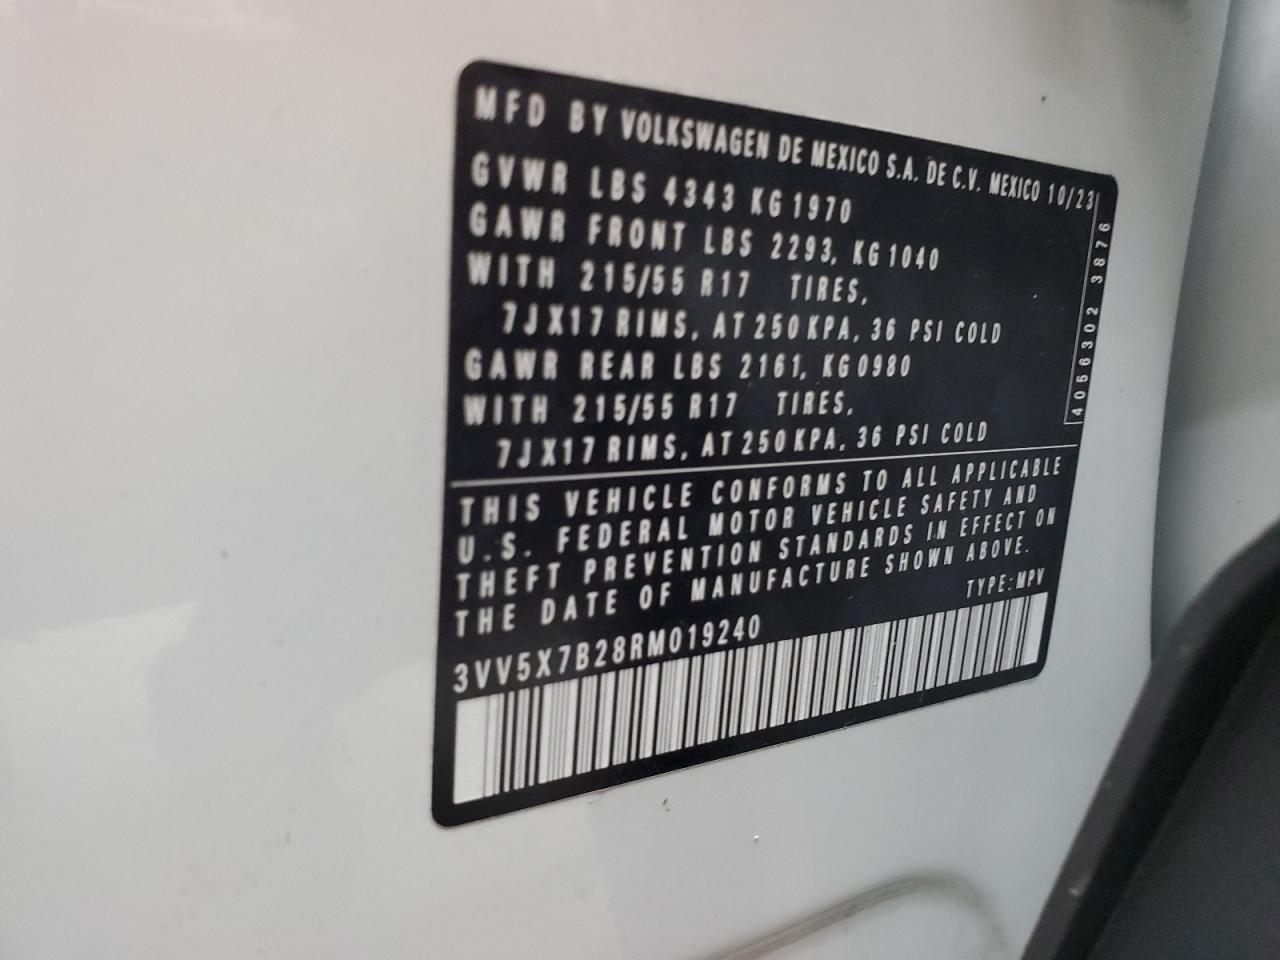 MFD BY VOLKSWAGEN DE MEXICO S.A. DE C.V. MEXICO 10/23
GVWR LBS 4343 KG 1970
GAWR FRONT LBS 2293, KG 1040
WITH 215/55 R17 TIRES,
7J X17 RIMS, AT 250 KPA, 36 PSI COLD
GAWR REAR LBS 2161, KG 0980
WITH 215/55 R17 TIRES,
7J X17 RIMS, AT 250 KPA, 36 PSI COLD
4056302 3876
THIS VEHICLE CONFORMS TO ALL APPLICABLE
U.S. FEDERAL MOTOR VEHICLE SAFETY AND
THEFT PREVENTION STANDARDS IN EFFECT ON
THE DATE OF MANUFACTURE SHOWN ABOVE.
TYPE:MPV
3VV5X7B28RM019240